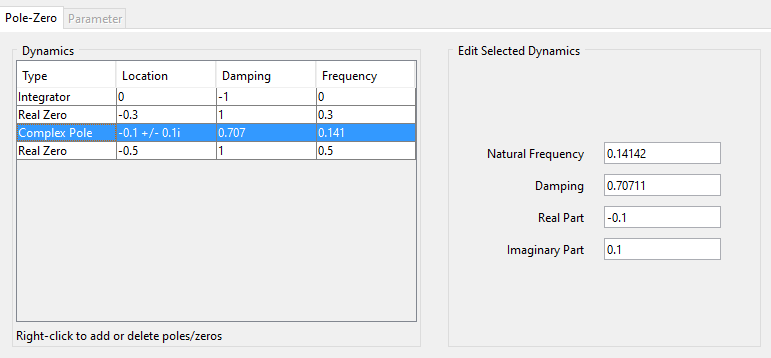 Pole-Zero Parameter
Dynamics
Type Location Damping Frequency
Integrator 0 -1 0
Real Zero -0.3 1 0.3
Complex Pole -0.1 +/- 0.1i 0.707 0.141
Real Zero -0.5 1 0.5
Right-click to add or delete poles/zeros
Edit Selected Dynamics
Natural Frequency 0.14142
Damping 0.70711
Real Part -0.1
Imaginary Part 0.1